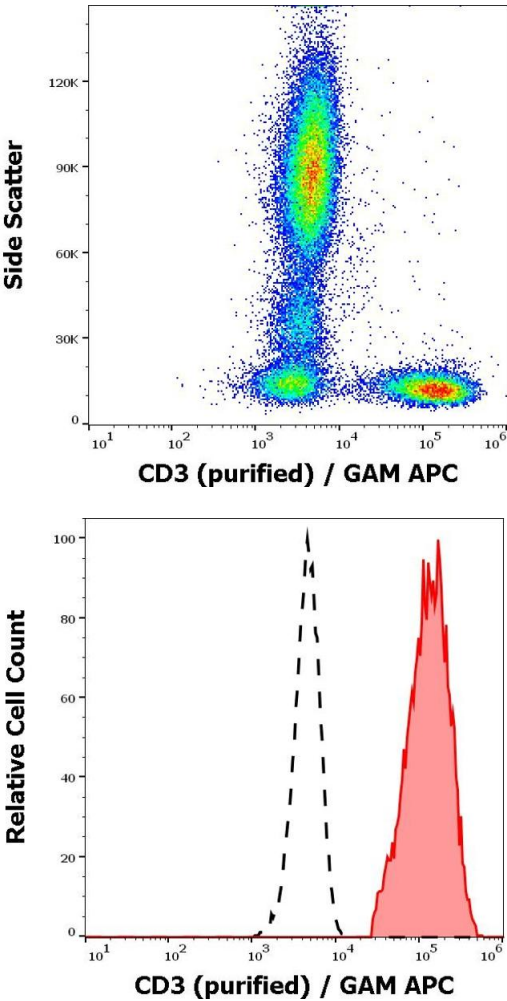 Side Scatter
120K
90K
60K
30K
0
10¹ 10² 10³ 10⁴ 10⁵ 10⁶
CD3 (purified) / GAM APC
Relative Cell Count
100
80
60
40
20
0
10¹ 10² 10³ 10⁴ 10⁵ 10⁶
CD3 (purified) / GAM APC